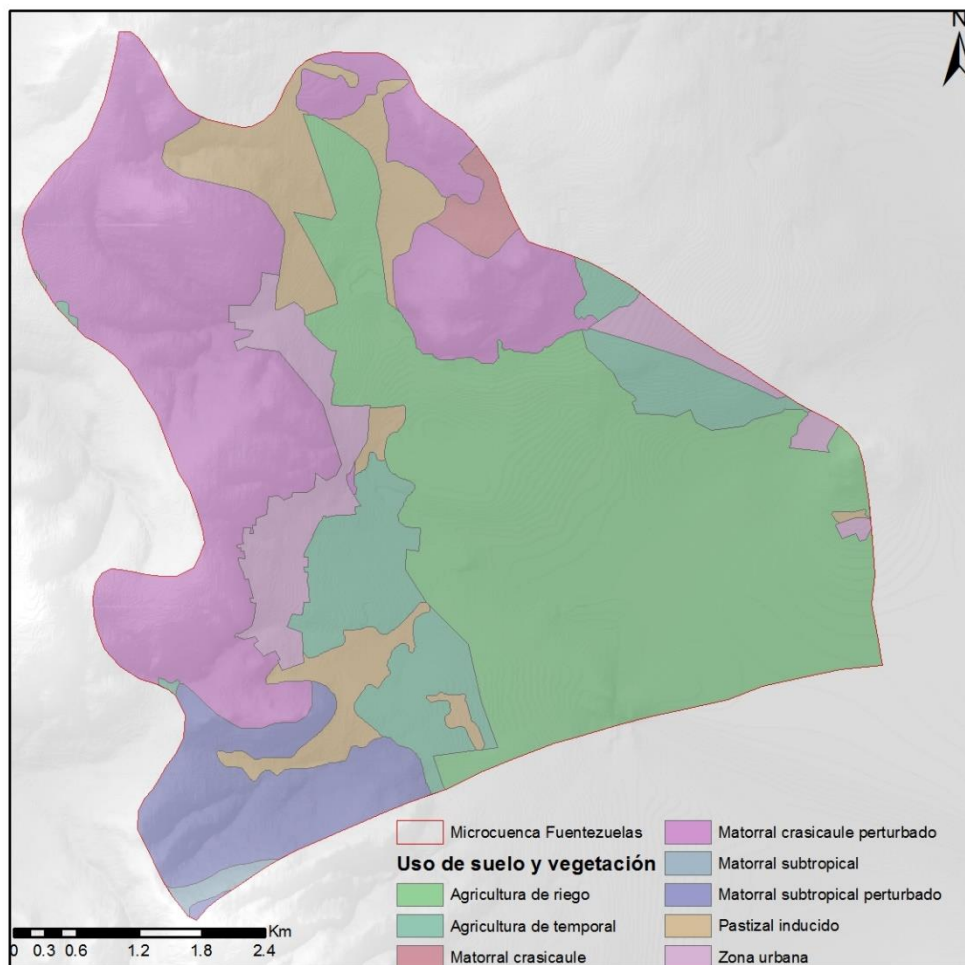 N
Microcuenca Fuentezuelas
Uso de suelo y vegetación
Agricultura de riego
Agricultura de temporal
Matorral crasicaule
Matorral crasicaule perturbado
Matorral subtropical
Matorral subtropical perturbado
Pastizal inducido
Zona urbana
Km
0 0.3 0.6 1.2 1.8 2.4